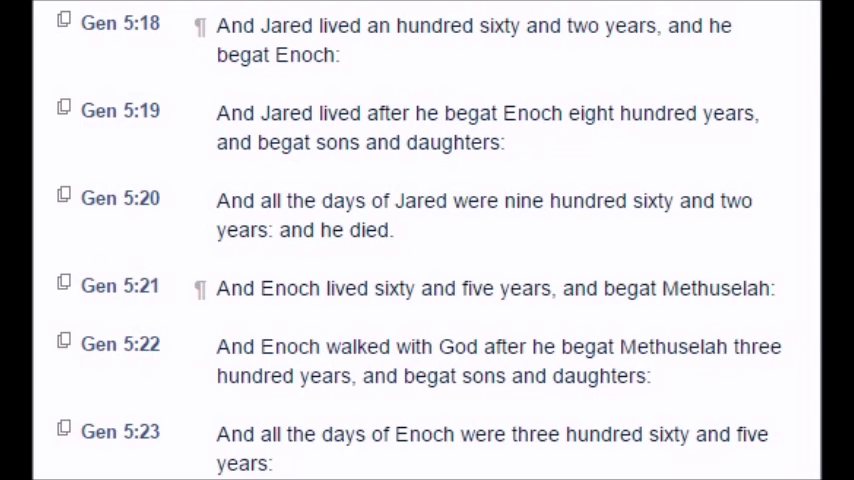 Gen 5:18 ¶ And Jared lived an hundred sixty and two years, and he
begat Enoch:
Gen 5:19 And Jared lived after he begat Enoch eight hundred years,
and begat sons and daughters:
Gen 5:20 And all the days of Jared were nine hundred sixty and two
years: and he died.
Gen 5:21 ¶ And Enoch lived sixty and five years, and begat Methuselah:
Gen 5:22 And Enoch walked with God after he begat Methuselah three
hundred years, and begat sons and daughters:
Gen 5:23 And all the days of Enoch were three hundred sixty and five
years: